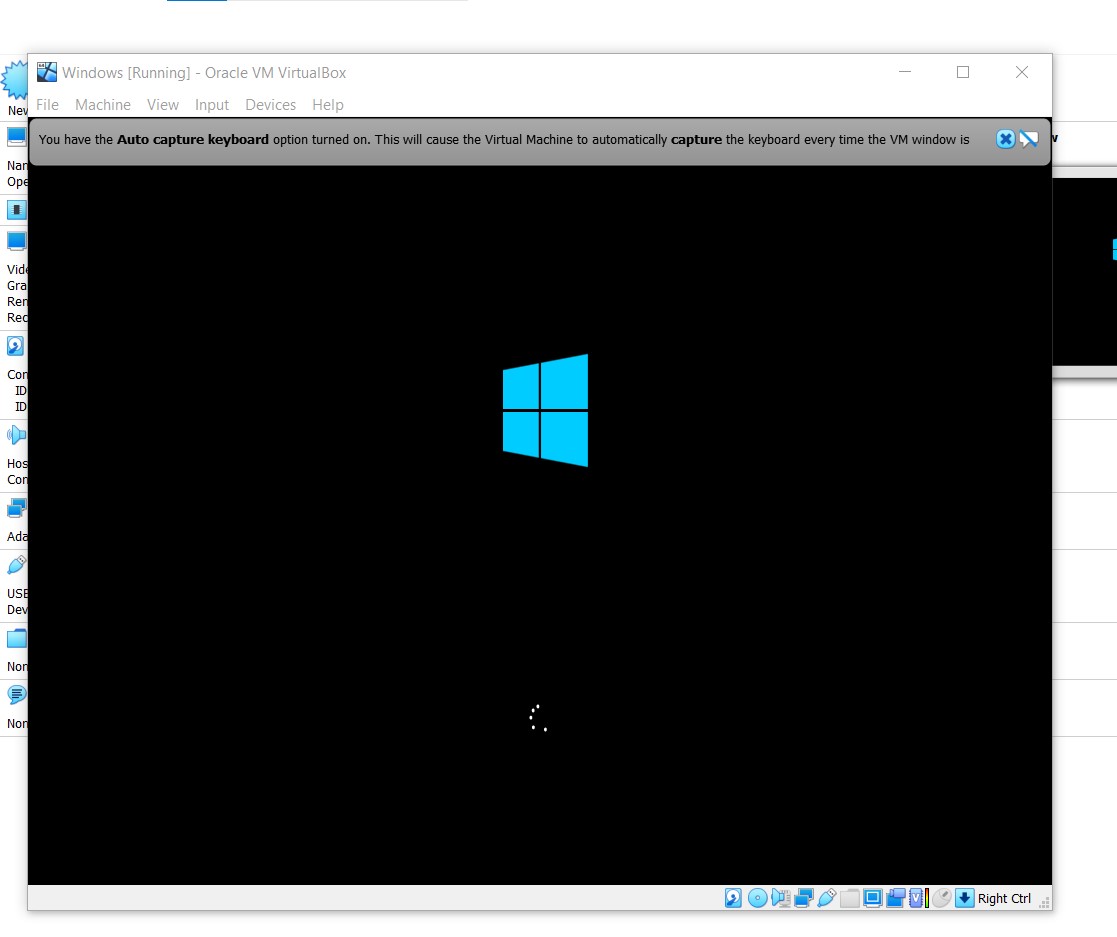 Windows [Running] - Oracle VM VirtualBox
File Machine View Input Devices Help
You have the Auto capture keyboard option turned on. This will cause the Virtual Machine to automatically capture the keyboard every time the VM window is
New
Nan
Ope
Vide
Gra
Ren
Rec
Con
ID
ID
Hos
Con
Ada
USB
Dev
Non
Non
w
64
V
Right Ctrl